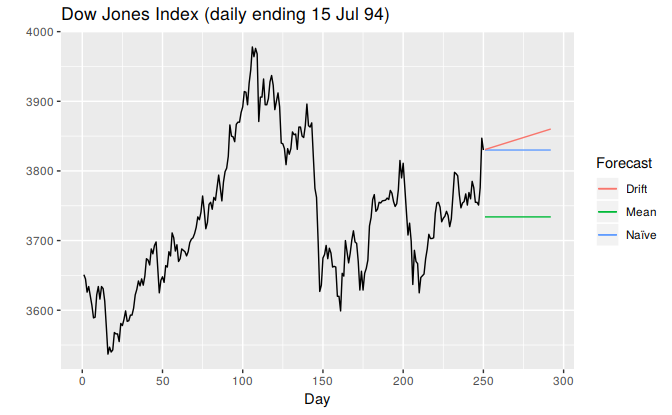 Dow Jones Index (daily ending 15 Jul 94)
4000
3900
3800
3700
3600
0 50 100 150 200 250 300
Day
Forecast
Drift
Mean
Naïve